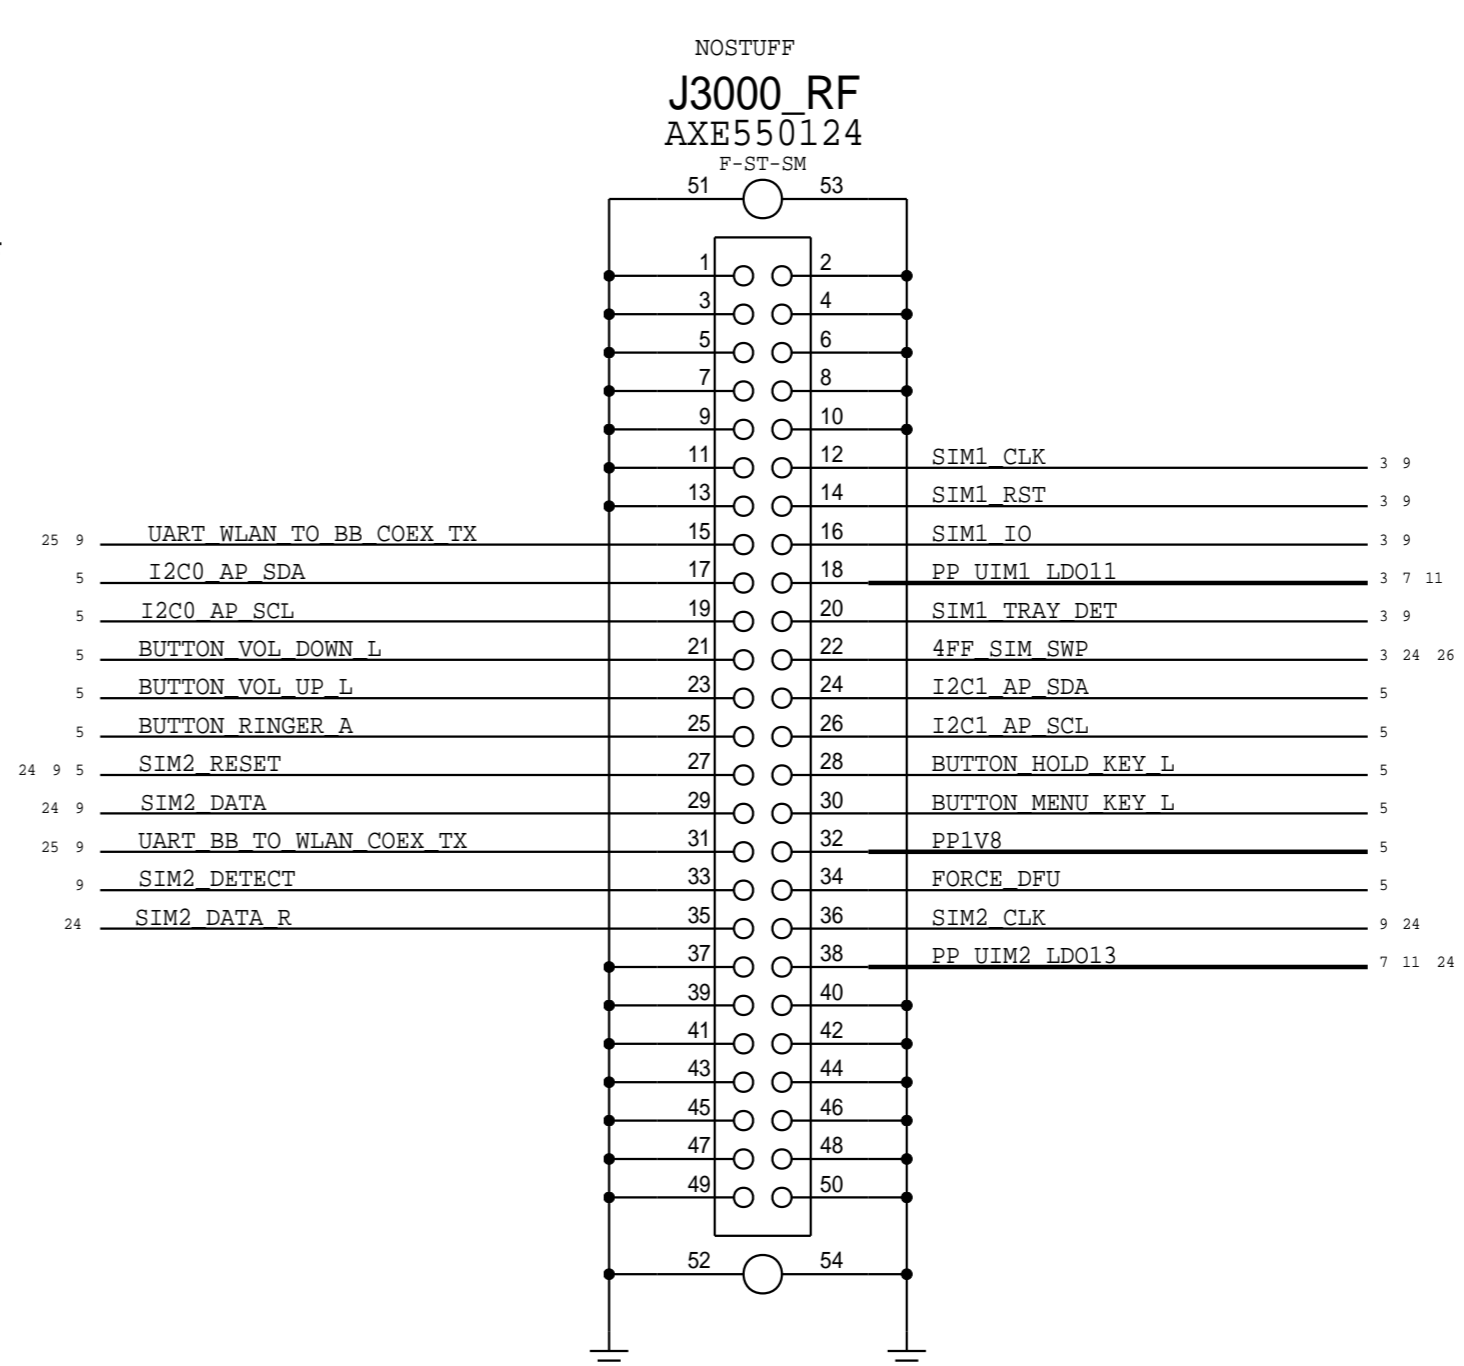 NOSTUFF
J3000_RF
AXE550124
F-ST-SM
51 53
1 2
3 4
5 6
7 8
9 10
11 12 SIM1_CLK 3 9
13 14 SIM1_RST 3 9
25 9 UART_WLAN_TO_BB_COEX_TX 15 16 SIM1_IO 3 9
5 I2C0_AP_SDA 17 18 PP_UIM1_LDO11 3 7 11
5 I2C0_AP_SCL 19 20 SIM1_TRAY_DET 3 9
5 BUTTON_VOL_DOWN_L 21 22 4FF_SIM_SWP 3 24 26
5 BUTTON_VOL_UP_L 23 24 I2C1_AP_SDA 5
5 BUTTON_RINGER_A 25 26 I2C1_AP_SCL 5
24 9 5 SIM2_RESET 27 28 BUTTON_HOLD_KEY_L 5
24 9 SIM2_DATA 29 30 BUTTON_MENU_KEY_L 5
25 9 UART_BB_TO_WLAN_COEX_TX 31 32 PP1V8 5
9 SIM2_DETECT 33 34 FORCE_DFU 5
24 SIM2_DATA_R 35 36 SIM2_CLK 9 24
37 38 PP_UIM2_LDO13 7 11 24
39 40
41 42
43 44
45 46
47 48
49 50
52 54